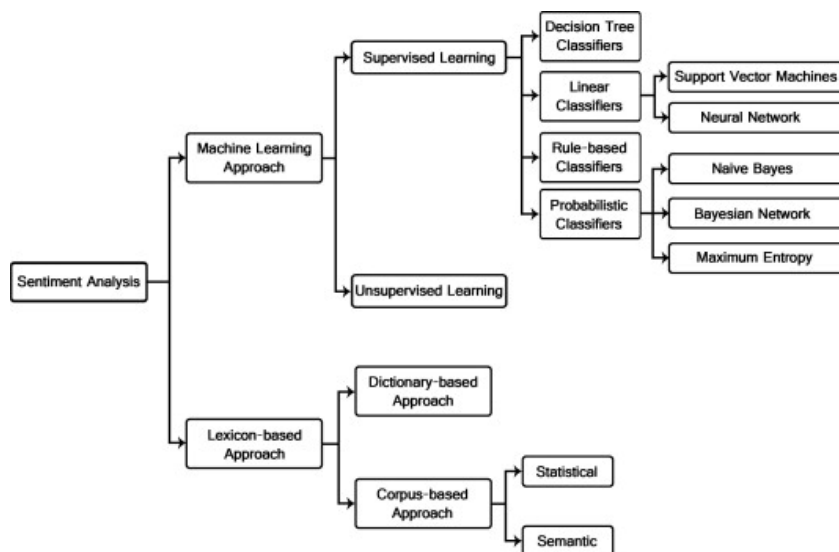 Decision Tree
Classifiers
Supervised Learning
Linear
Classifiers
Support Vector Machines
Neural Network
Machine Learning
Approach
Rule-based
Classifiers
Naive Bayes
Probabilistic
Classifiers
Bayesian Network
Maximum Entropy
Sentiment Analysis
Unsupervised Learning
Dictionary-based
Approach
Lexicon-based
Approach
Corpus-based
Approach
Statistical
Semantic